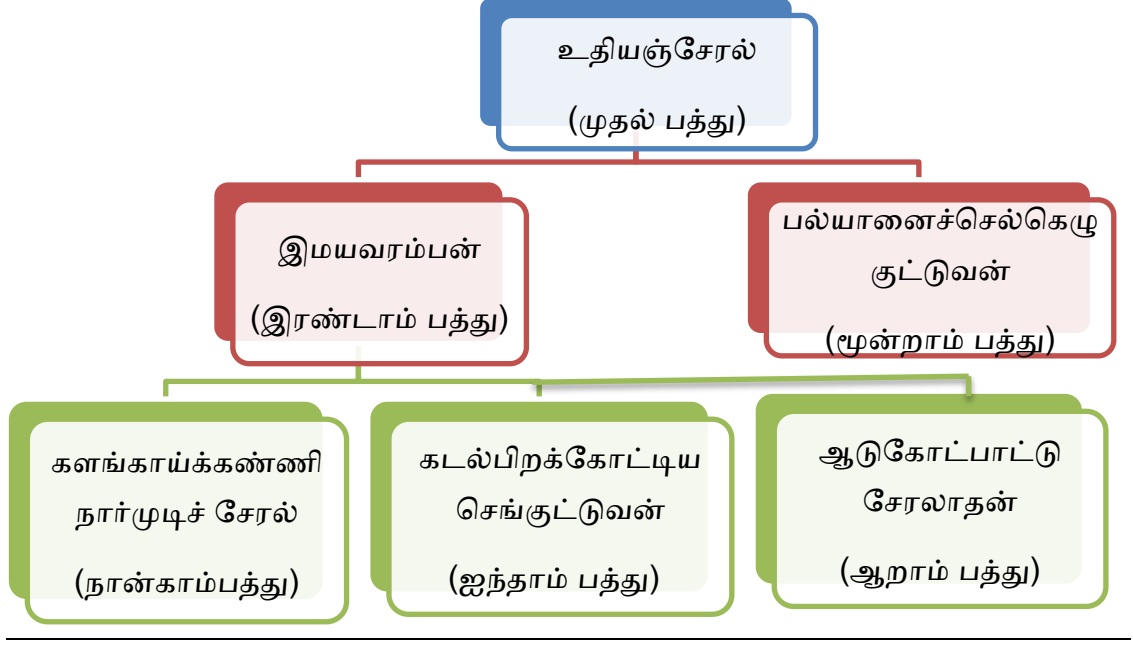 உதியஞ்சேரல்
(முதல் பத்து)
இமயவரம்பன்
(இரண்டாம் பத்து)
பல்யானைச்செல்கெழு
குட்டுவன்
(மூன்றாம் பத்து)
களங்காய்க்கண்ணி
நார்முடிச் சேரல்
(நான்காம்பத்து)
கடல்பிறக்கோட்டிய
செங்குட்டுவன்
(ஐந்தாம் பத்து)
ஆடுகோட்பாட்டு
சேரலாதன்
(ஆறாம் பத்து)